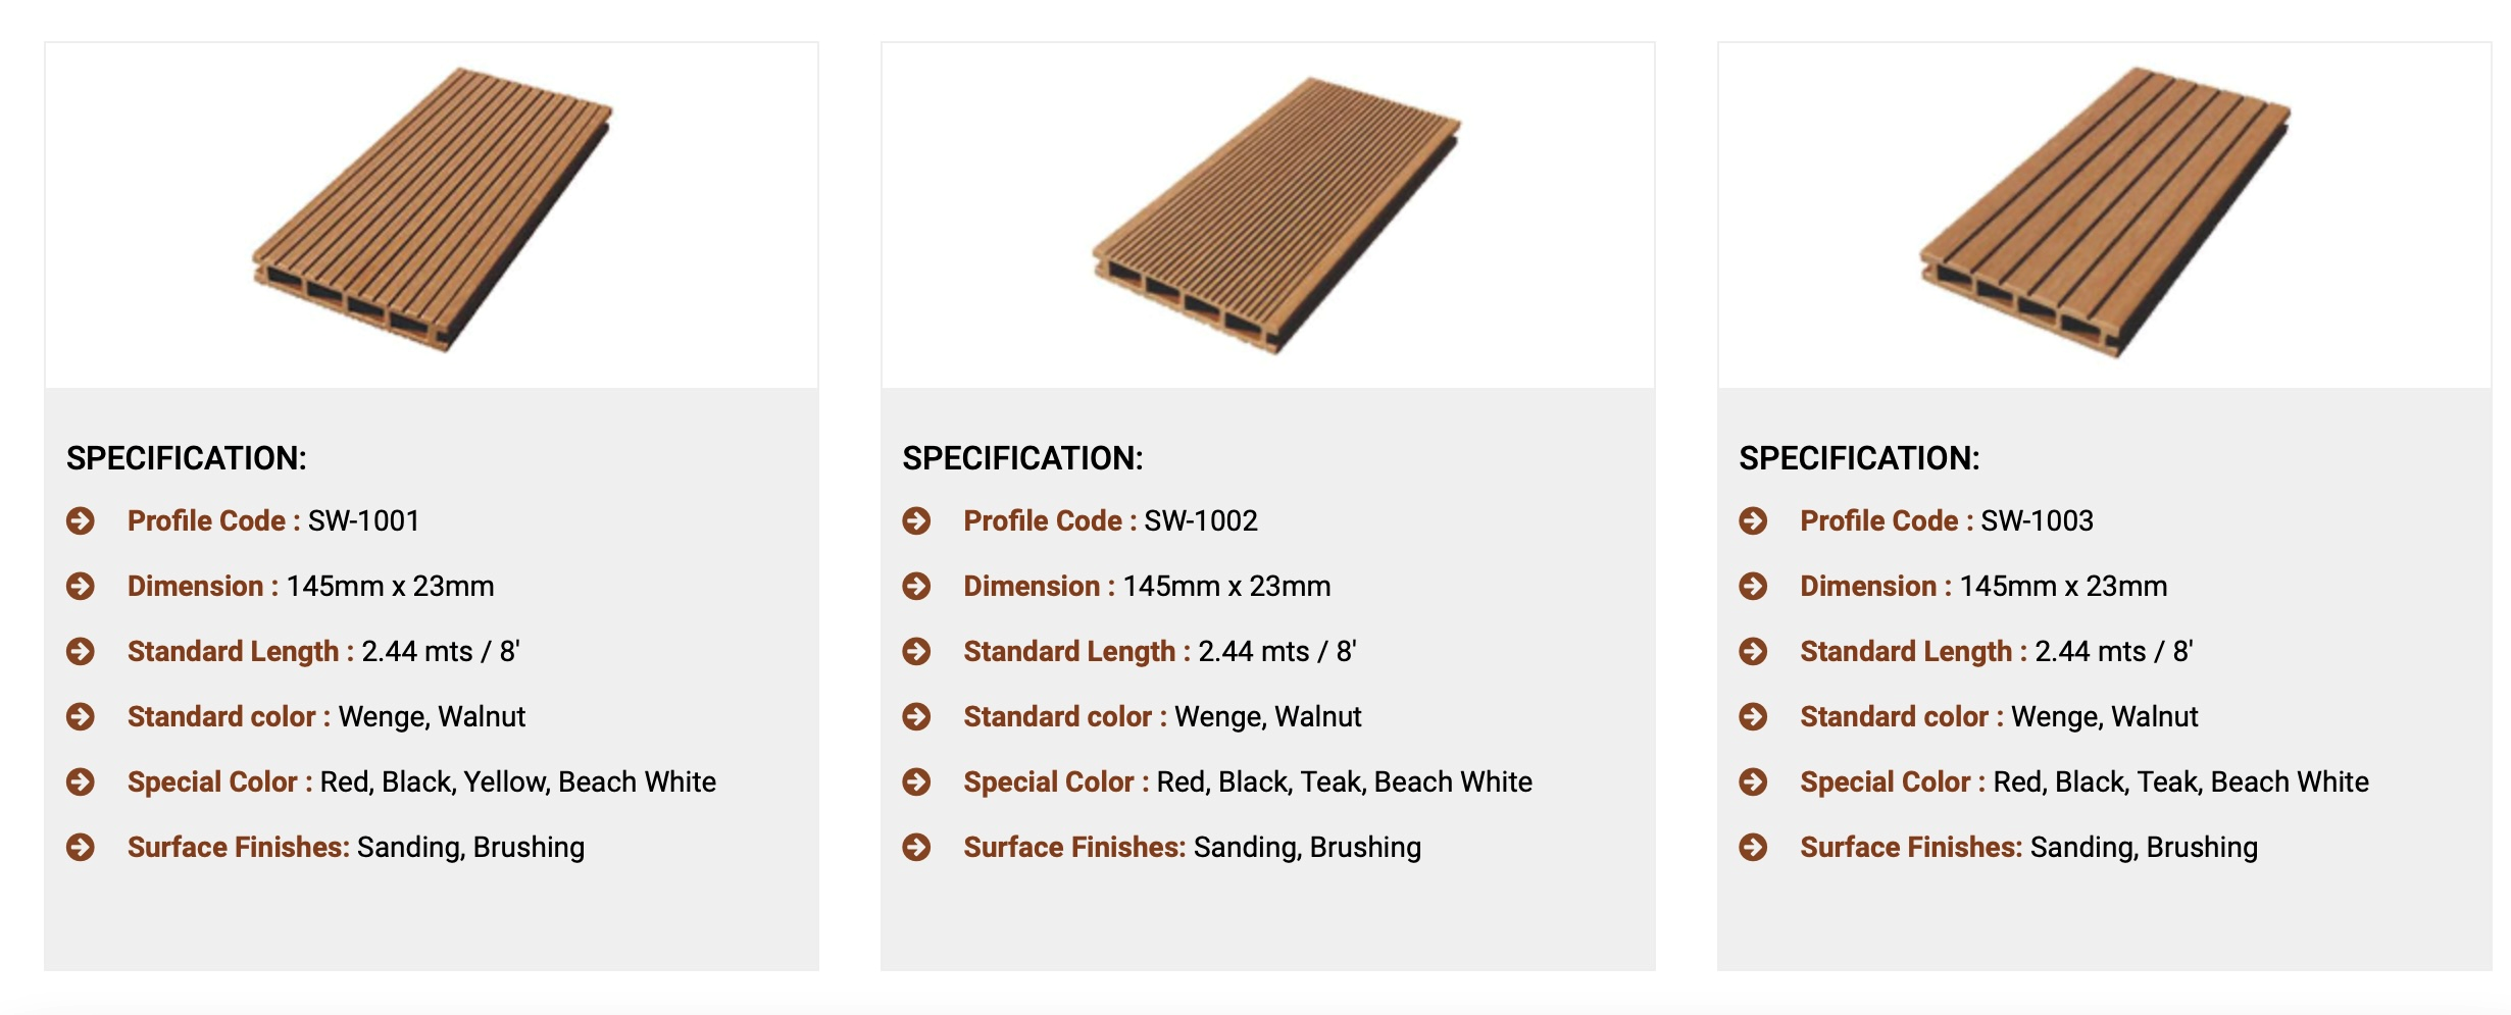 SPECIFICATION:
Profile Code : SW-1001
Dimension : 145mm x 23mm
Standard Length : 2.44 mts / 8'
Standard color : Wenge, Walnut
Special Color : Red, Black, Yellow, Beach White
Surface Finishes: Sanding, Brushing
SPECIFICATION:
Profile Code : SW-1002
Dimension : 145mm x 23mm
Standard Length : 2.44 mts / 8'
Standard color : Wenge, Walnut
Special Color : Red, Black, Teak, Beach White
Surface Finishes: Sanding, Brushing
SPECIFICATION:
Profile Code : SW-1003
Dimension : 145mm x 23mm
Standard Length : 2.44 mts / 8'
Standard color : Wenge, Walnut
Special Color : Red, Black, Teak, Beach White
Surface Finishes: Sanding, Brushing